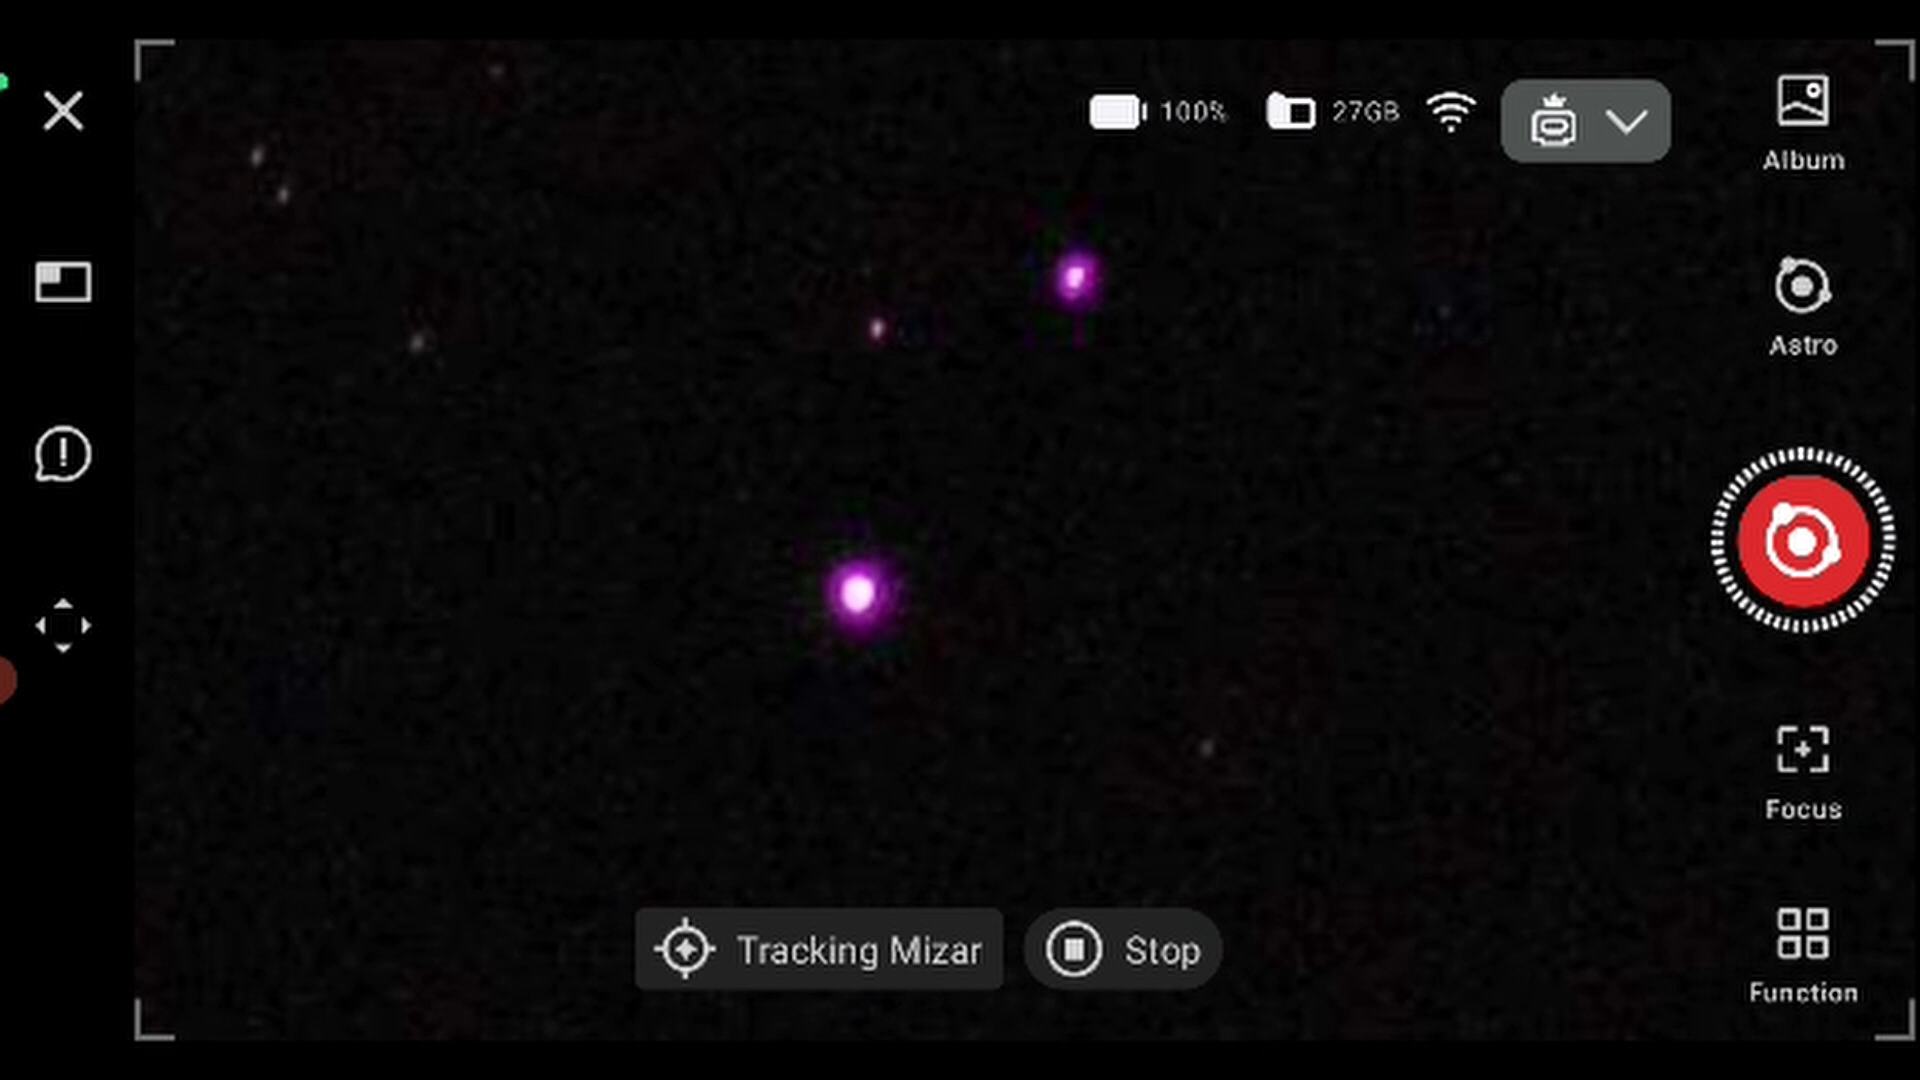 100%
27GB
Album
Astro
Focus
Tracking Mizar
Stop
Function